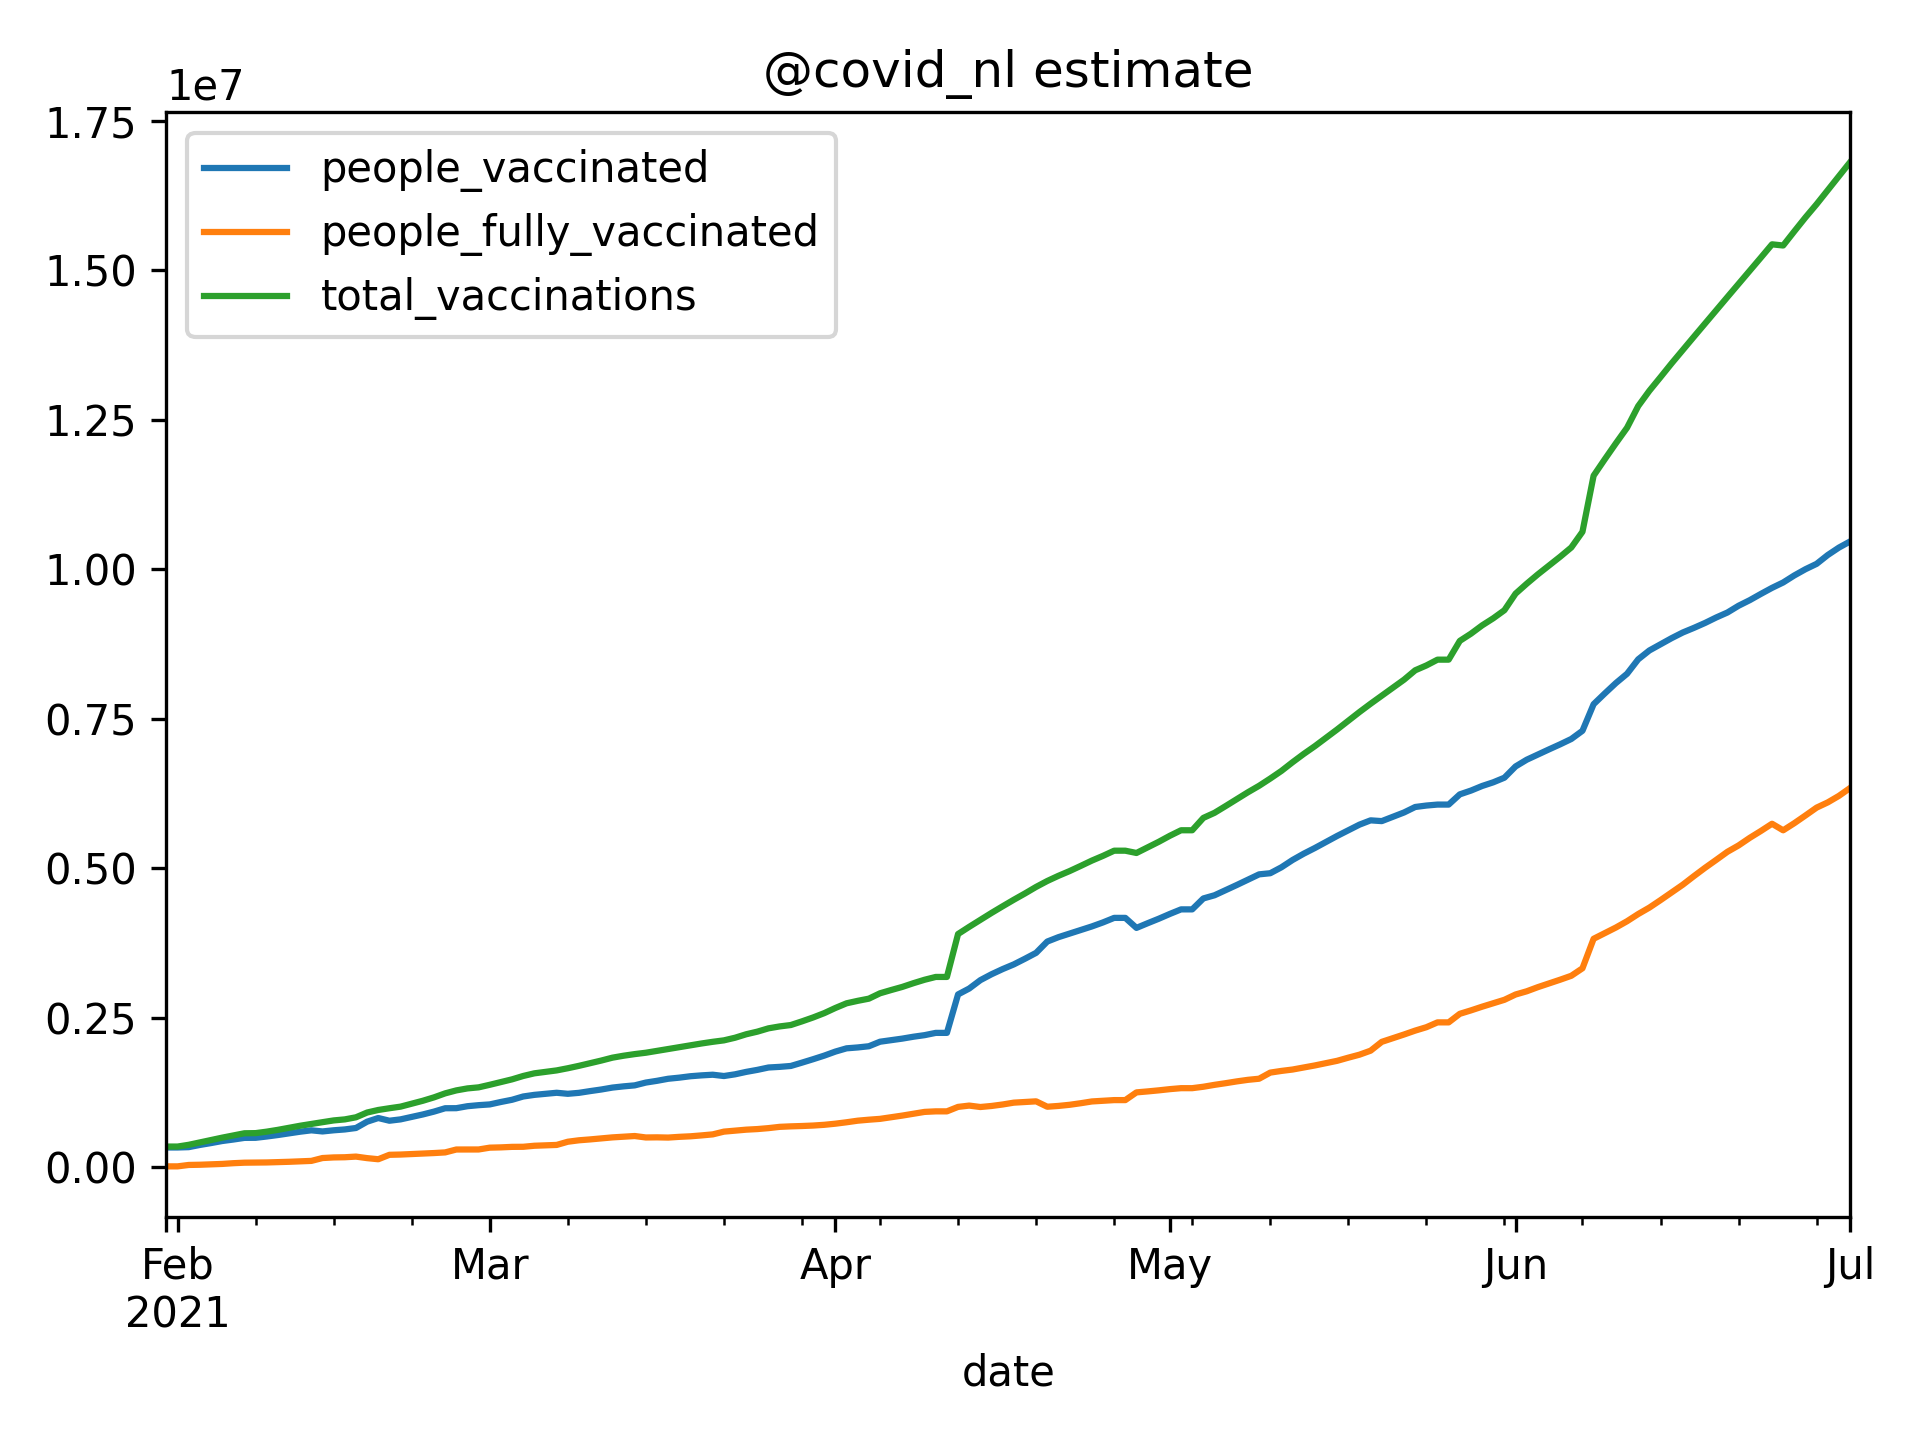 @covid_nl estimate
1e7
1.75
1.50
1.25
1.00
0.75
0.50
0.25
0.00
people_vaccinated
people_fully_vaccinated
total_vaccinations
Feb Mar Apr May Jun Jul
2021
date